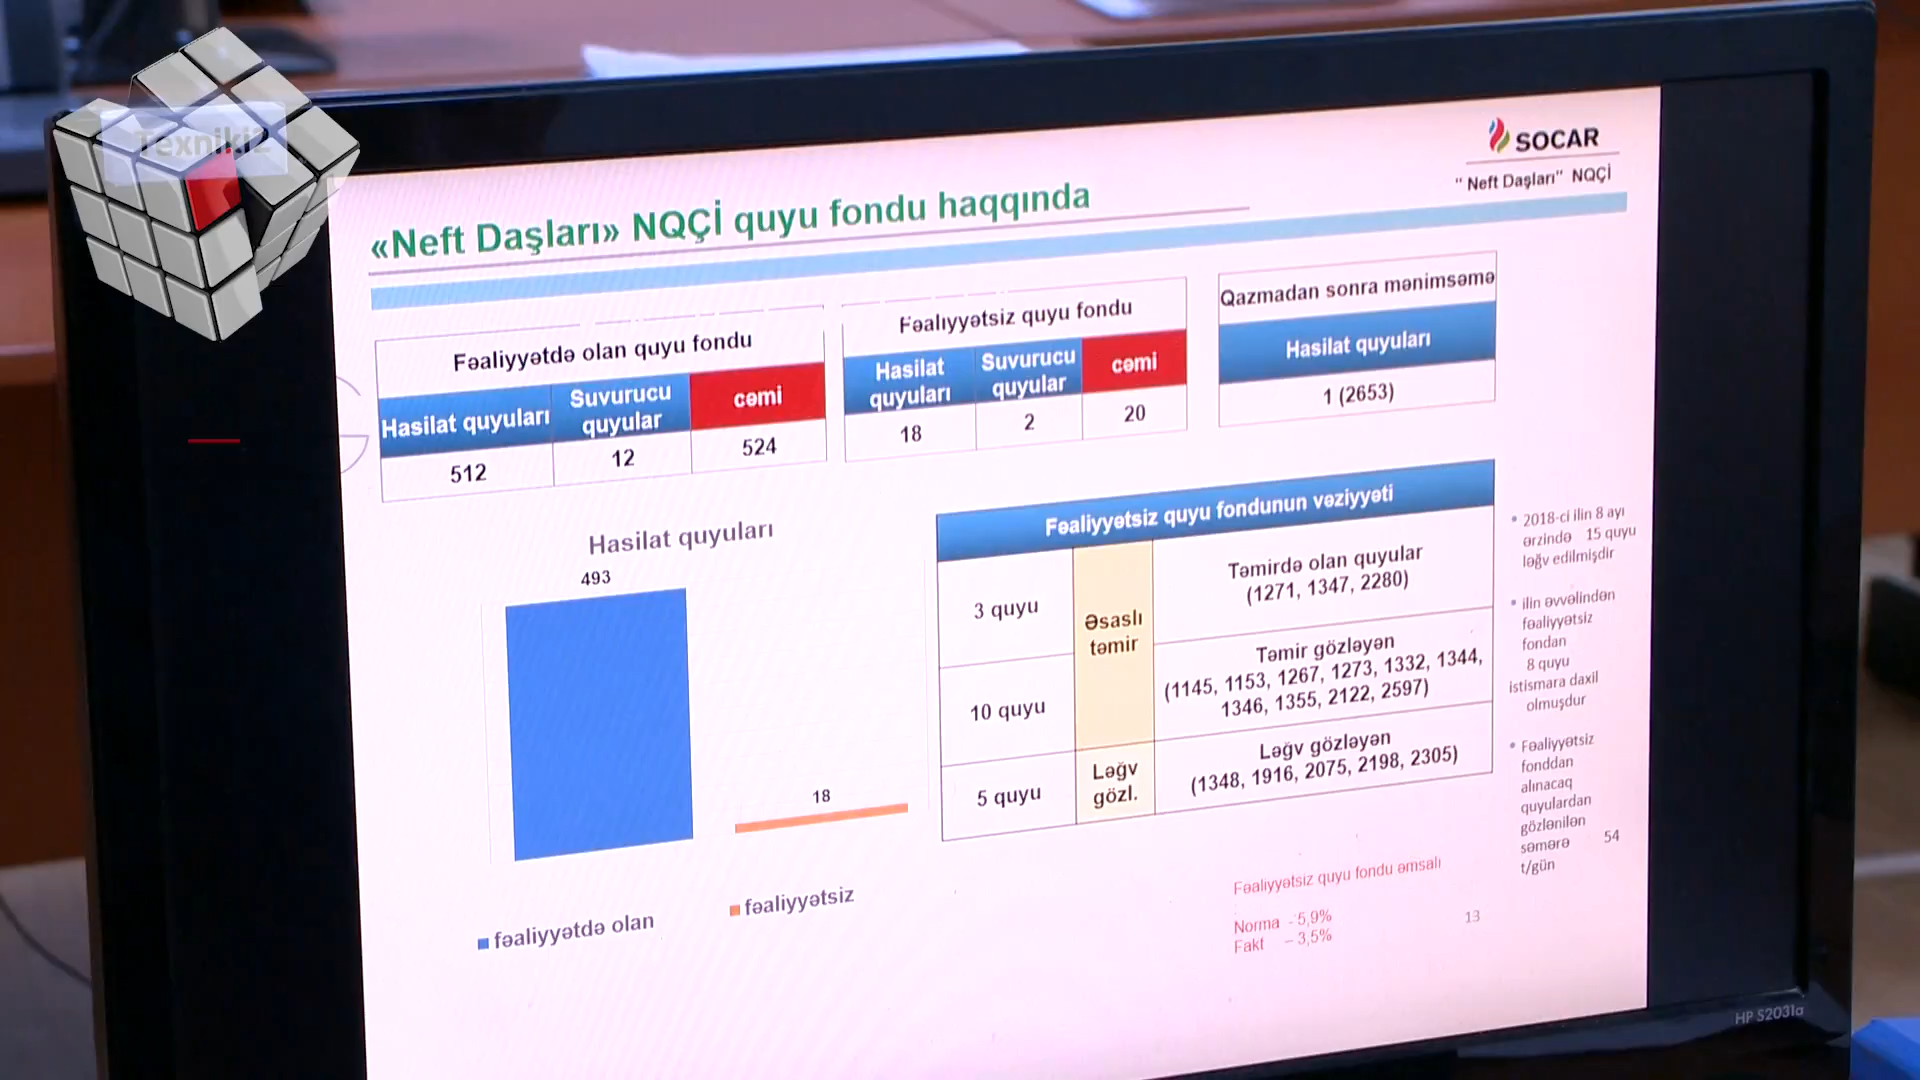 Texniki2
SOCAR
" Neft Daşları" NQÇİ
«Neft Daşları» NQÇİ quyu fondu haqqında
Fəaliyyətdə olan quyu fondu
Hasilat quyuları
Suvurucu
quyular
cəmi
512
12
524
Fəalıyyətsiz quyu fondu
Hasilat
quyuları
Suvurucu
quyular
cəmi
18
2
20
Qazmadan sonra mənimsəmə
Hasilat quyuları
1 (2653)
Hasilat quyuları
493
18
fəaliyyətdə olan
fəaliyyətsiz
Fəaliyyətsiz quyu fondunun vəziyyəti
3 quyu
Əsaslı
təmir
Təmirdə olan quyular
(1271, 1347, 2280)
10 quyu
Təmir gözləyən
(1145, 1153, 1267, 1273, 1332, 1344,
1346, 1355, 2122, 2597)
5 quyu
Ləğv
gözl.
Ləğv gözləyən
(1348, 1916, 2075, 2198, 2305)
• 2018-ci ilin 8 ayı
ərzində 15 quyu
ləğv edilmişdir
• ilin əvvəlindən
fəaliyyətsiz
fondan
8 quyu
istismara daxil
olmuşdur
• Fəaliyyətsiz
fonddan
alınacaq
quyulardan
gözlənilən
səmərə 54
t/gün
Fəaliyyətsiz quyu fondu əmsalı
Norma - 5,9%
Fakt – 3,5%
13
HP S2031a